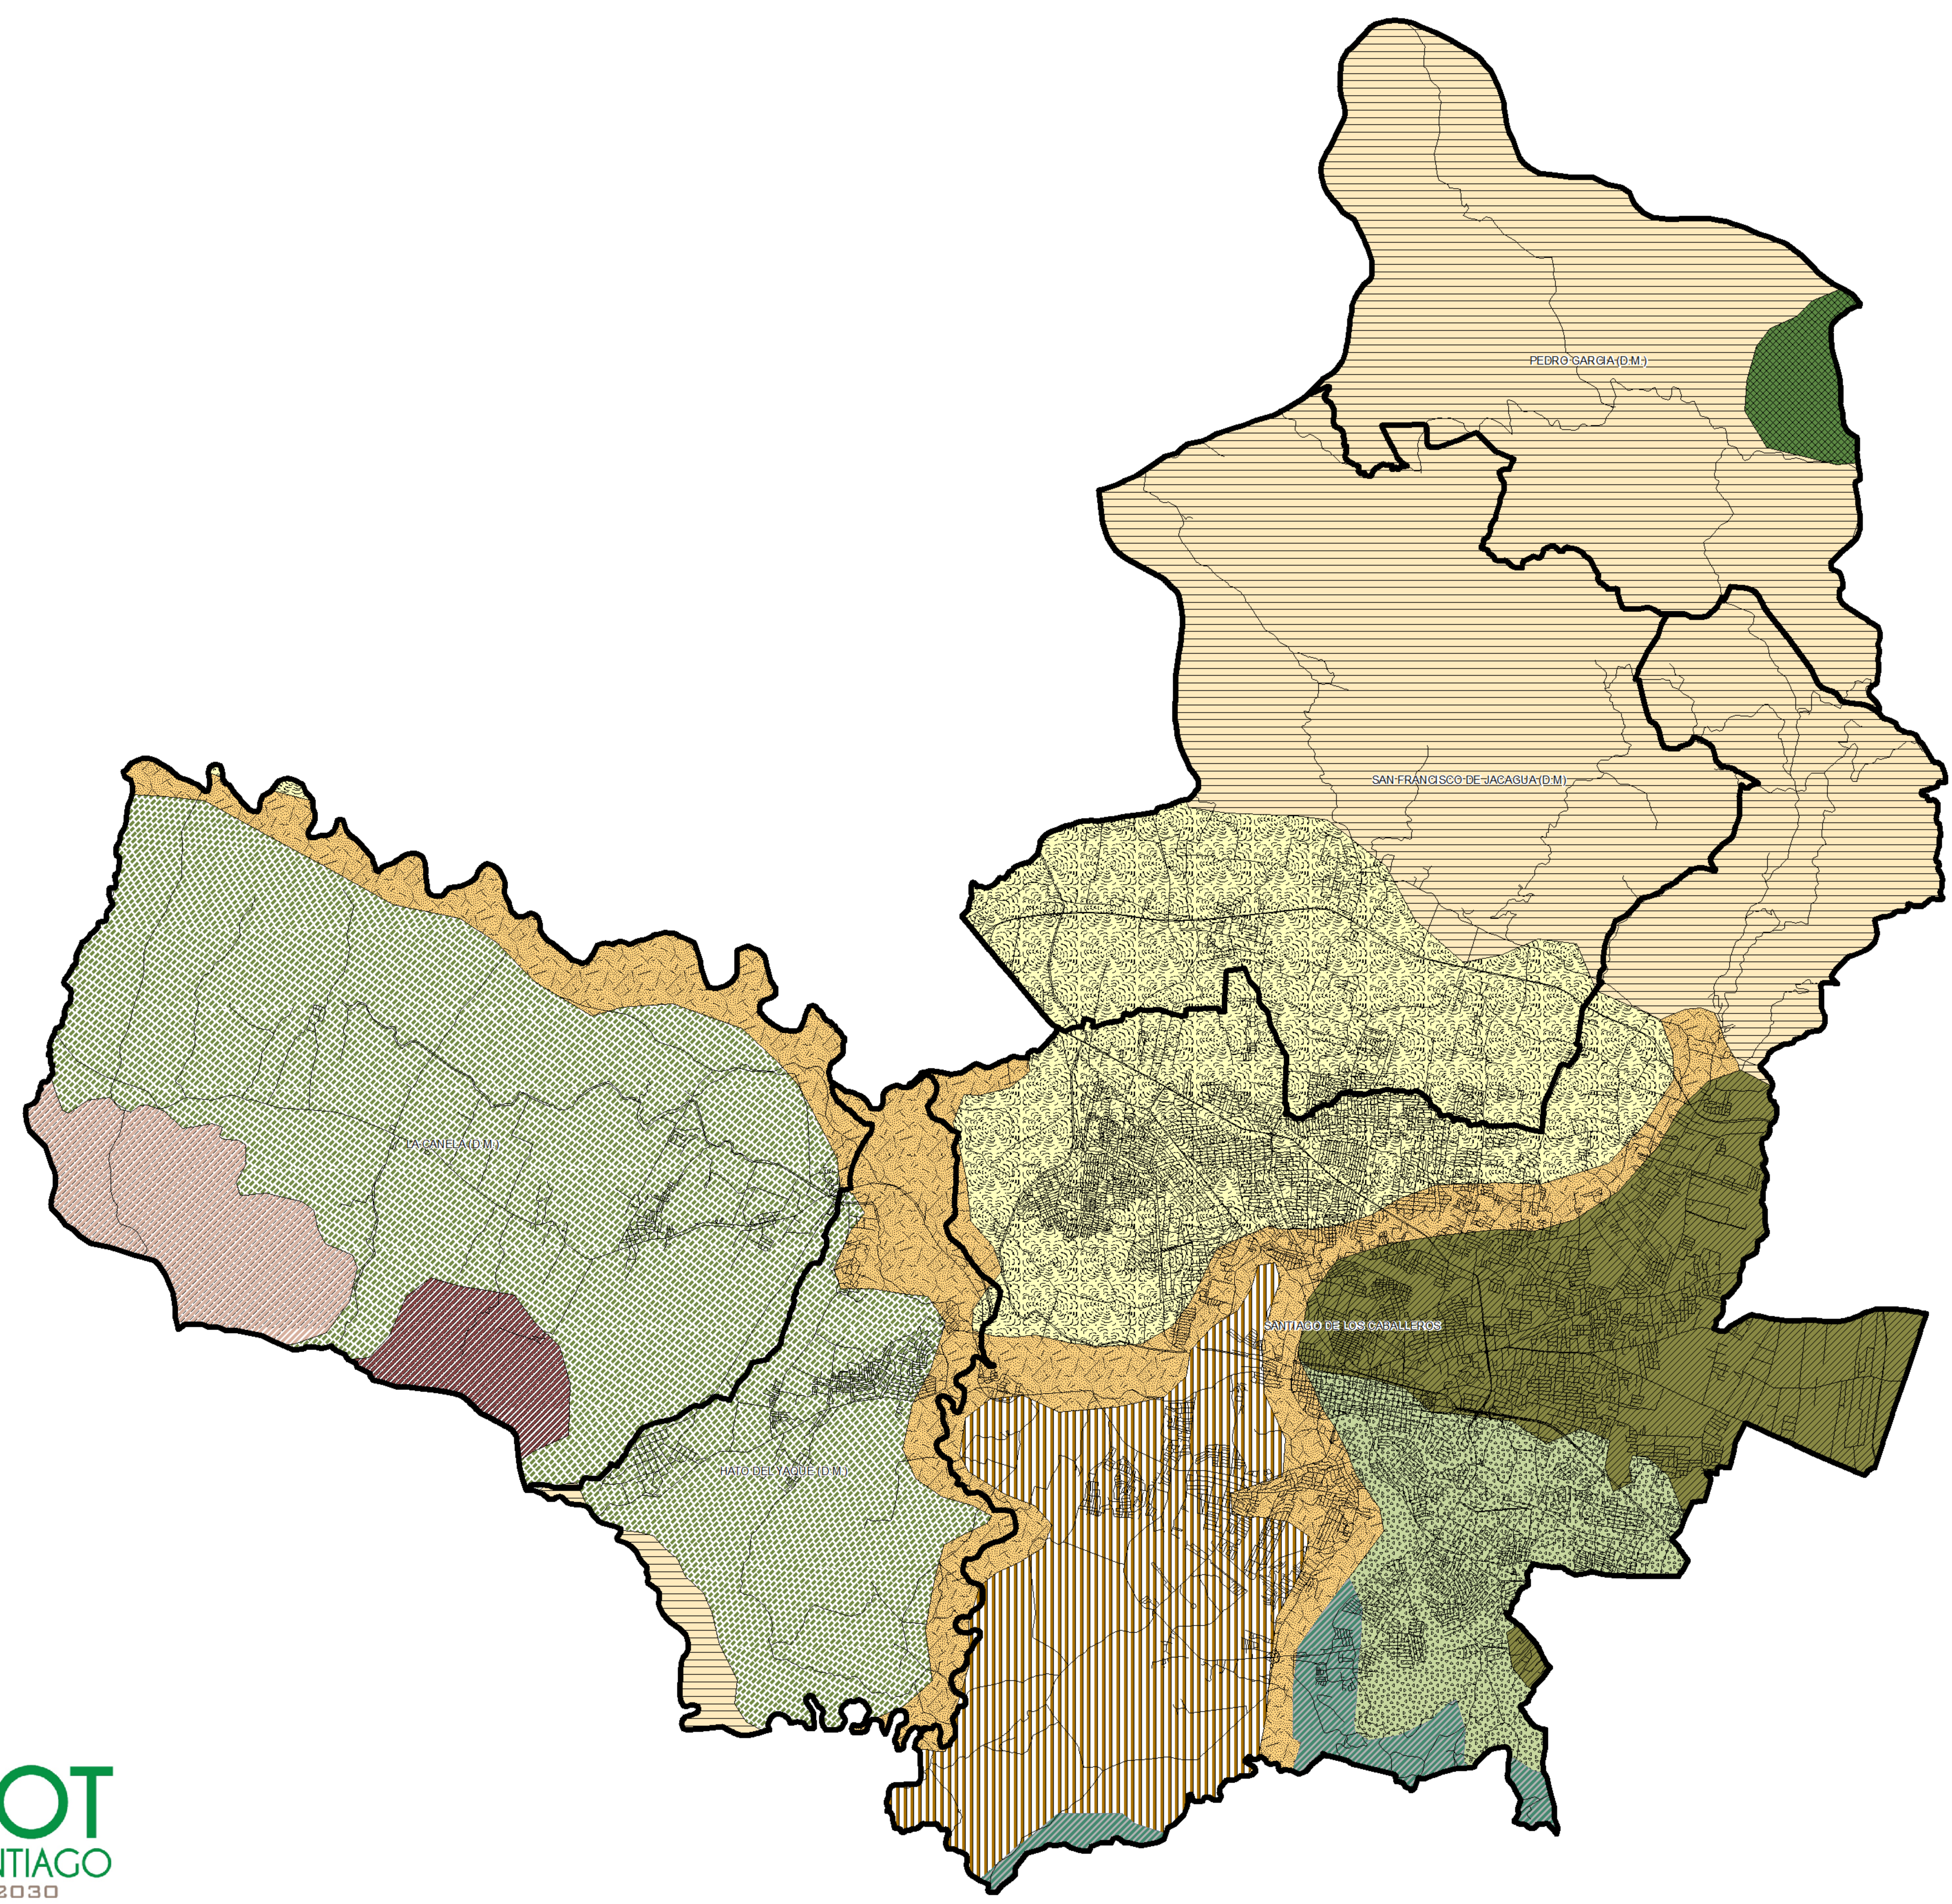 PEDRO GARCIA (D.M.)
SAN FRANCISCO DE JACAGUA (D.M)
LA CANELA (D.M.)
SANTIAGO DE LOS CABALLEROS
HATO DEL YAQUE (D.M.)
OT
NTIAGO
2030